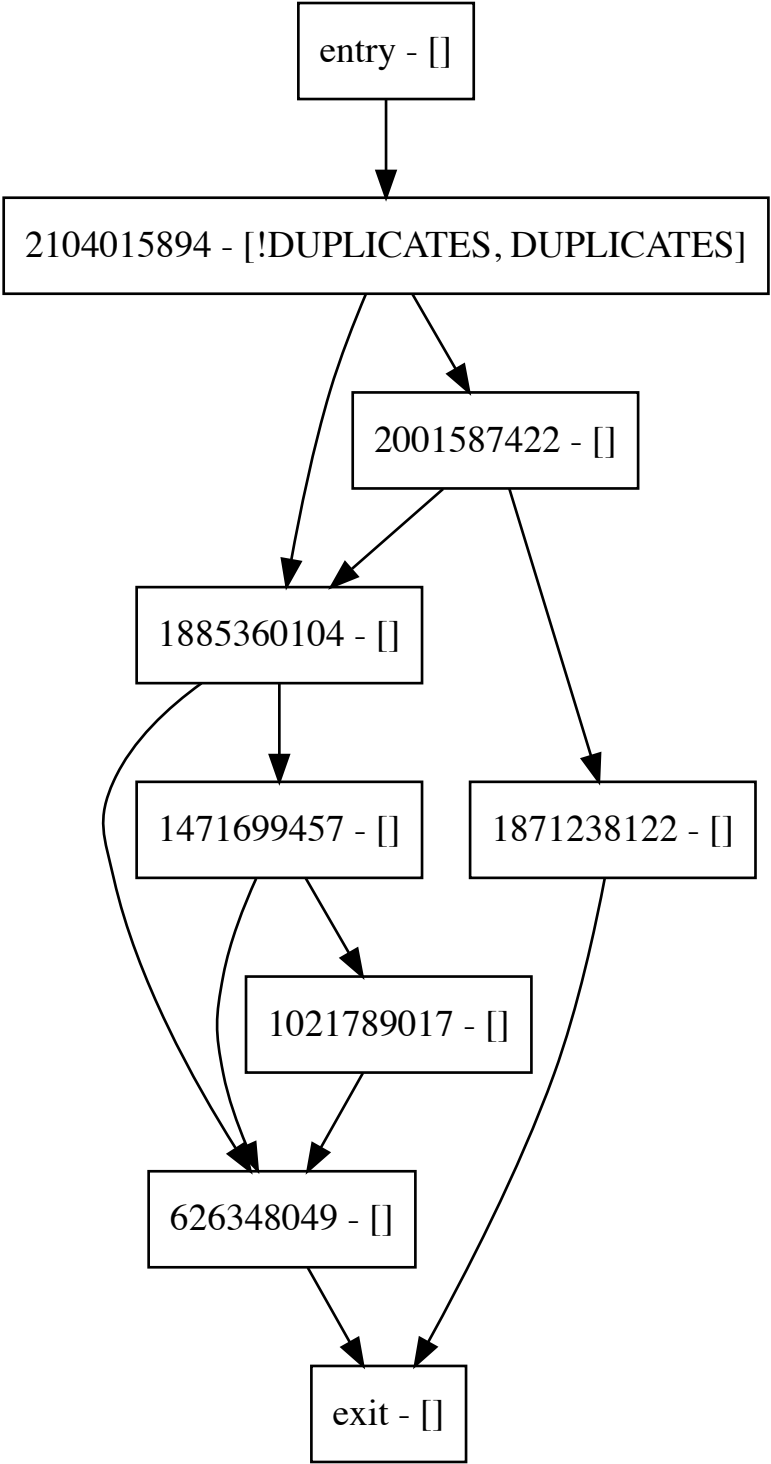 entry - []
2104015894 - [!DUPLICATES, DUPLICATES]
2001587422 - []
1885360104 - []
1471699457 - []
1871238122 - []
1021789017 - []
626348049 - []
exit - []